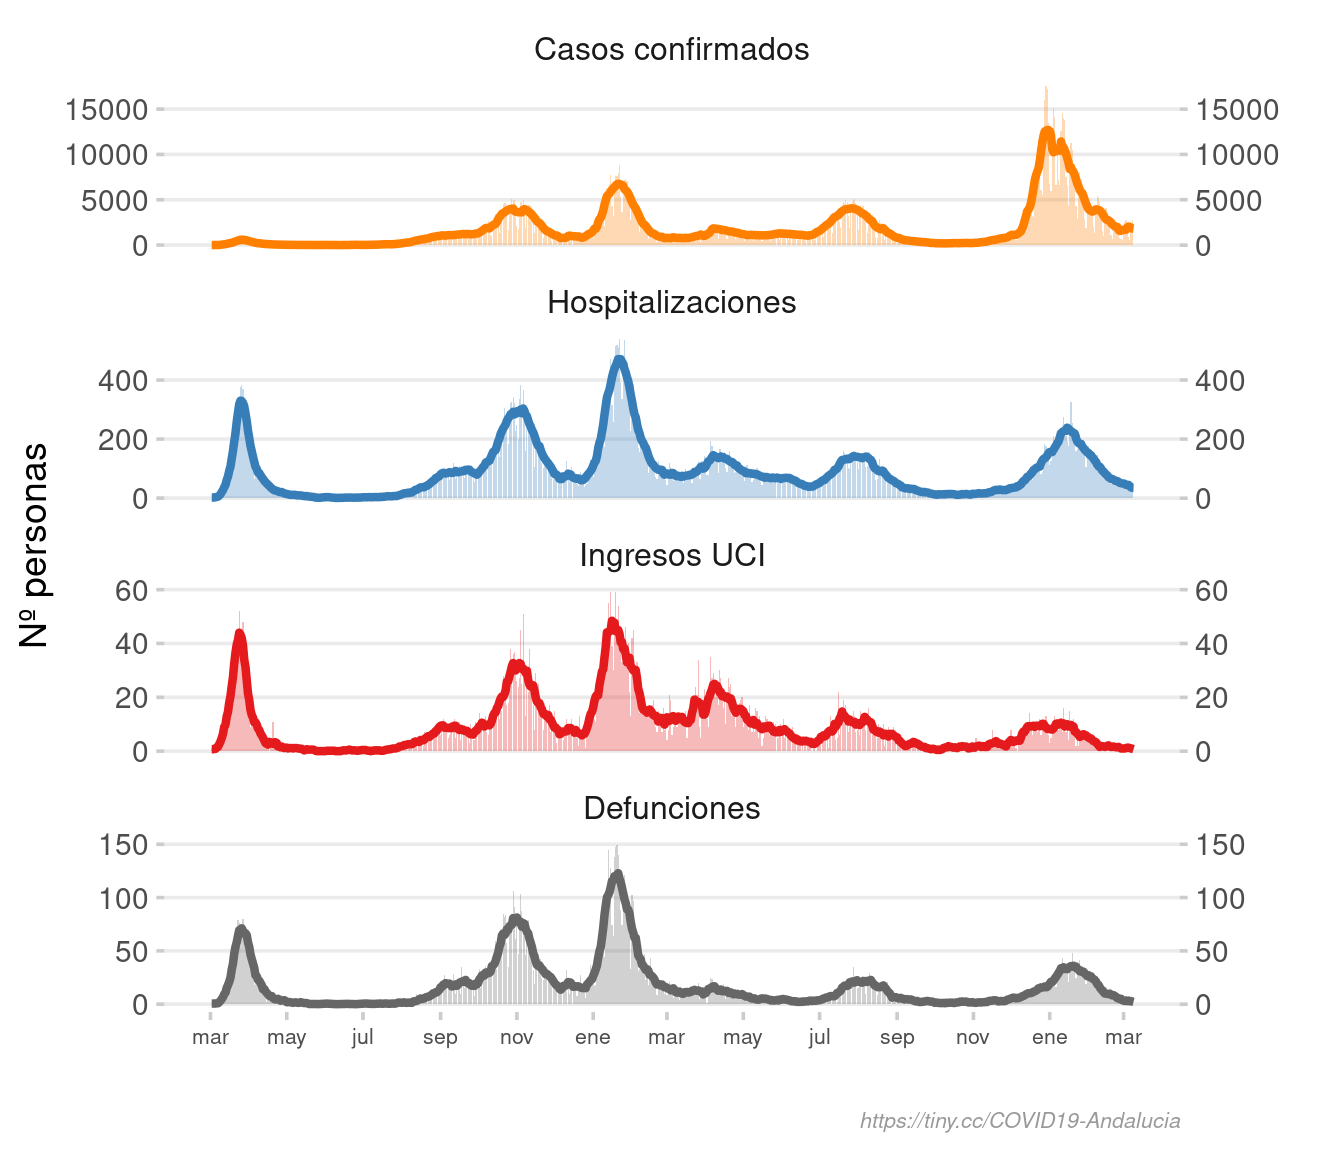 Casos confirmados
15000 15000
10000 10000
5000 5000
0 0
Hospitalizaciones
400 400
200 200
0 0
Nº personas
Ingresos UCI
60 60
40 40
20 20
0 0
Defunciones
150 150
100 100
50 50
0 0
mar may jul sep nov ene mar may jul sep nov ene mar
https://tiny.cc/COVID19-Andalucia